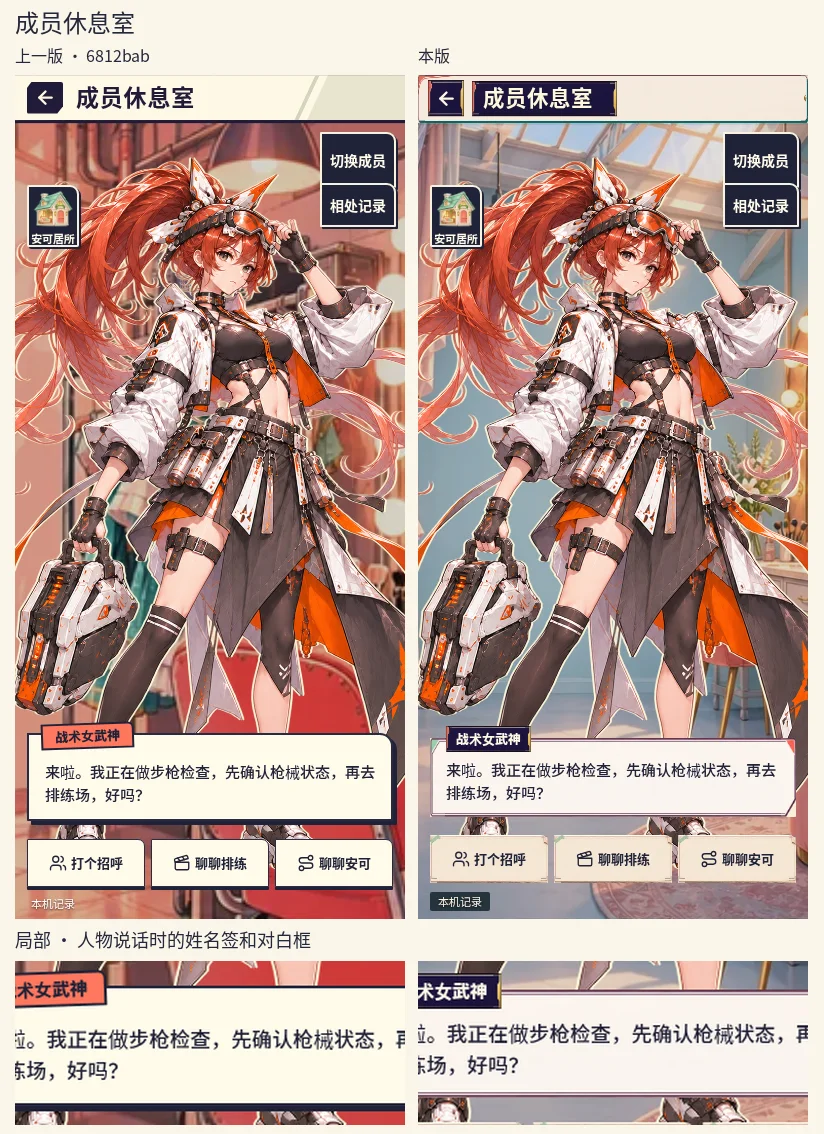 成员休息室
上一版 · 6812bab
成员休息室
切换成员
相处记录
安可居所
战术女武神
来啦。我正在做步枪检查，先确认枪械状态，再去
排练场，好吗？
打个招呼
聊聊排练
聊聊安可
本机记录
本版
成员休息室
切换成员
相处记录
安可居所
战术女武神
来啦。我正在做步枪检查，先确认枪械状态，再去
排练场，好吗？
打个招呼
聊聊排练
聊聊安可
本机记录
局部 · 人物说话时的姓名签和对白框
术女武神
啦。我正在做步枪检查，先确认枪械状态，再
练场，好吗？
术女武神
啦。我正在做步枪检查，先确认枪械状态，再
练场，好吗？